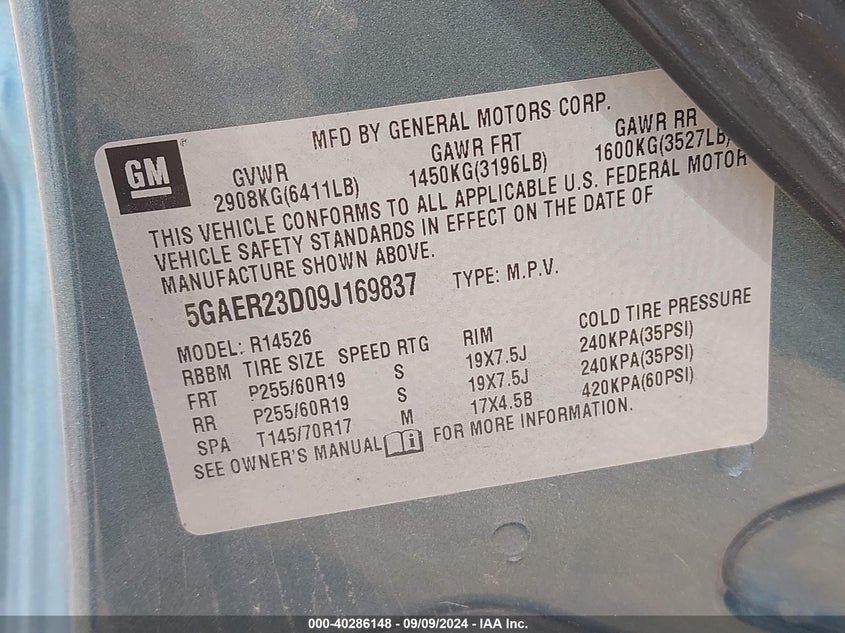 MFD BY GENERAL MOTORS CORP.
GM
GVWR GAWR FRT GAWR RR
2908KG(6411LB) 1450KG(3196LB) 1600KG(3527LB)
THIS VEHICLE CONFORMS TO ALL APPLICABLE U.S. FEDERAL MOTOR
VEHICLE SAFETY STANDARDS IN EFFECT ON THE DATE OF
MANUFACTURE SHOWN ABOVE.
5GAER23D09J169837 TYPE: M.P.V.
MODEL: R14526
RBBM TIRE SIZE SPEED RTG RIM COLD TIRE PRESSURE
FRT P255/60R19 S 19X7.5J 240KPA(35PSI)
RR P255/60R19 S 19X7.5J 240KPA(35PSI)
SPA T145/70R17 M 17X4.5B 420KPA(60PSI)
SEE OWNER'S MANUAL FOR MORE INFORMATION.
000-40286148 - 09/09/2024 - IAA Inc.